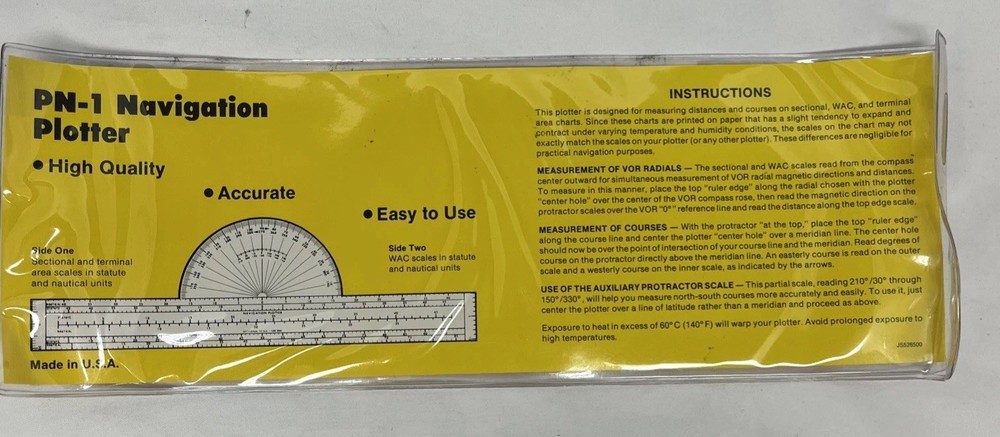 PN-1 Navigation
Plotter
• High Quality
• Accurate
• Easy to Use
Side One
Sectional and terminal
area scales in statute
and nautical units
Side Two
WAC scales in statute
and nautical units
NAVIGATION PLOTTER
Made in U.S.A.
INSTRUCTIONS
This plotter is designed for measuring distances and courses on sectional, WAC, and terminal
area charts. Since these charts are printed on paper that has a slight tendency to expand and
contract under varying temperature and humidity conditions, the scales on the chart may not
exactly match the scales on your plotter (or any other plotter). These differences are negligible for
practical navigation purposes.
MEASUREMENT OF VOR RADIALS — The sectional and WAC scales read from the compass
center outward for simultaneous measurement of VOR radial magnetic directions and distances.
To measure in this manner, place the top "ruler edge" along the radial chosen with the plotter
"center hole" over the center of the VOR compass rose, then read the magnetic direction on the
protractor scales over the VOR "0°" reference line and read the distance along the top edge scale.
MEASUREMENT OF COURSES — With the protractor "at the top," place the top "ruler edge"
along the course line and center the plotter "center hole" over a meridian line. The center hole
should now be over the point of intersection of your course line and the meridian. Read degrees of
course on the protractor directly above the meridian line. An easterly course is read on the outer
scale and a westerly course on the inner scale, as indicated by the arrows.
USE OF THE AUXILIARY PROTRACTOR SCALE — This partial scale, reading 210°/30° through
150°/330°, will help you measure north-south courses more accurately and easily. To use it, just
center the plotter over a line of latitude rather than a meridian and proceed as above.
Exposure to heat in excess of 60°C (140°F) will warp your plotter. Avoid prolonged exposure to
high temperatures.
JS526500